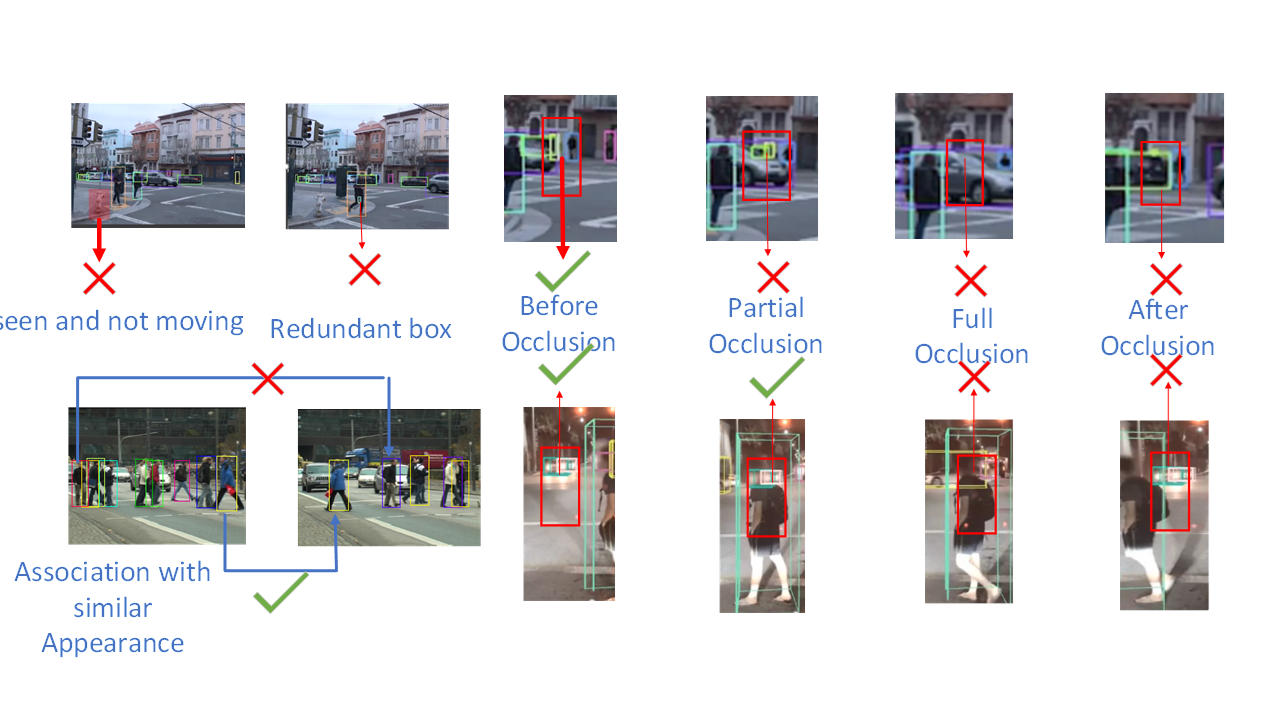 seen and not moving
Redundant box
Before
Occlusion
Partial
Occlusion
Full
Occlusion
After
Occlusion
Association with
similar
Appearance